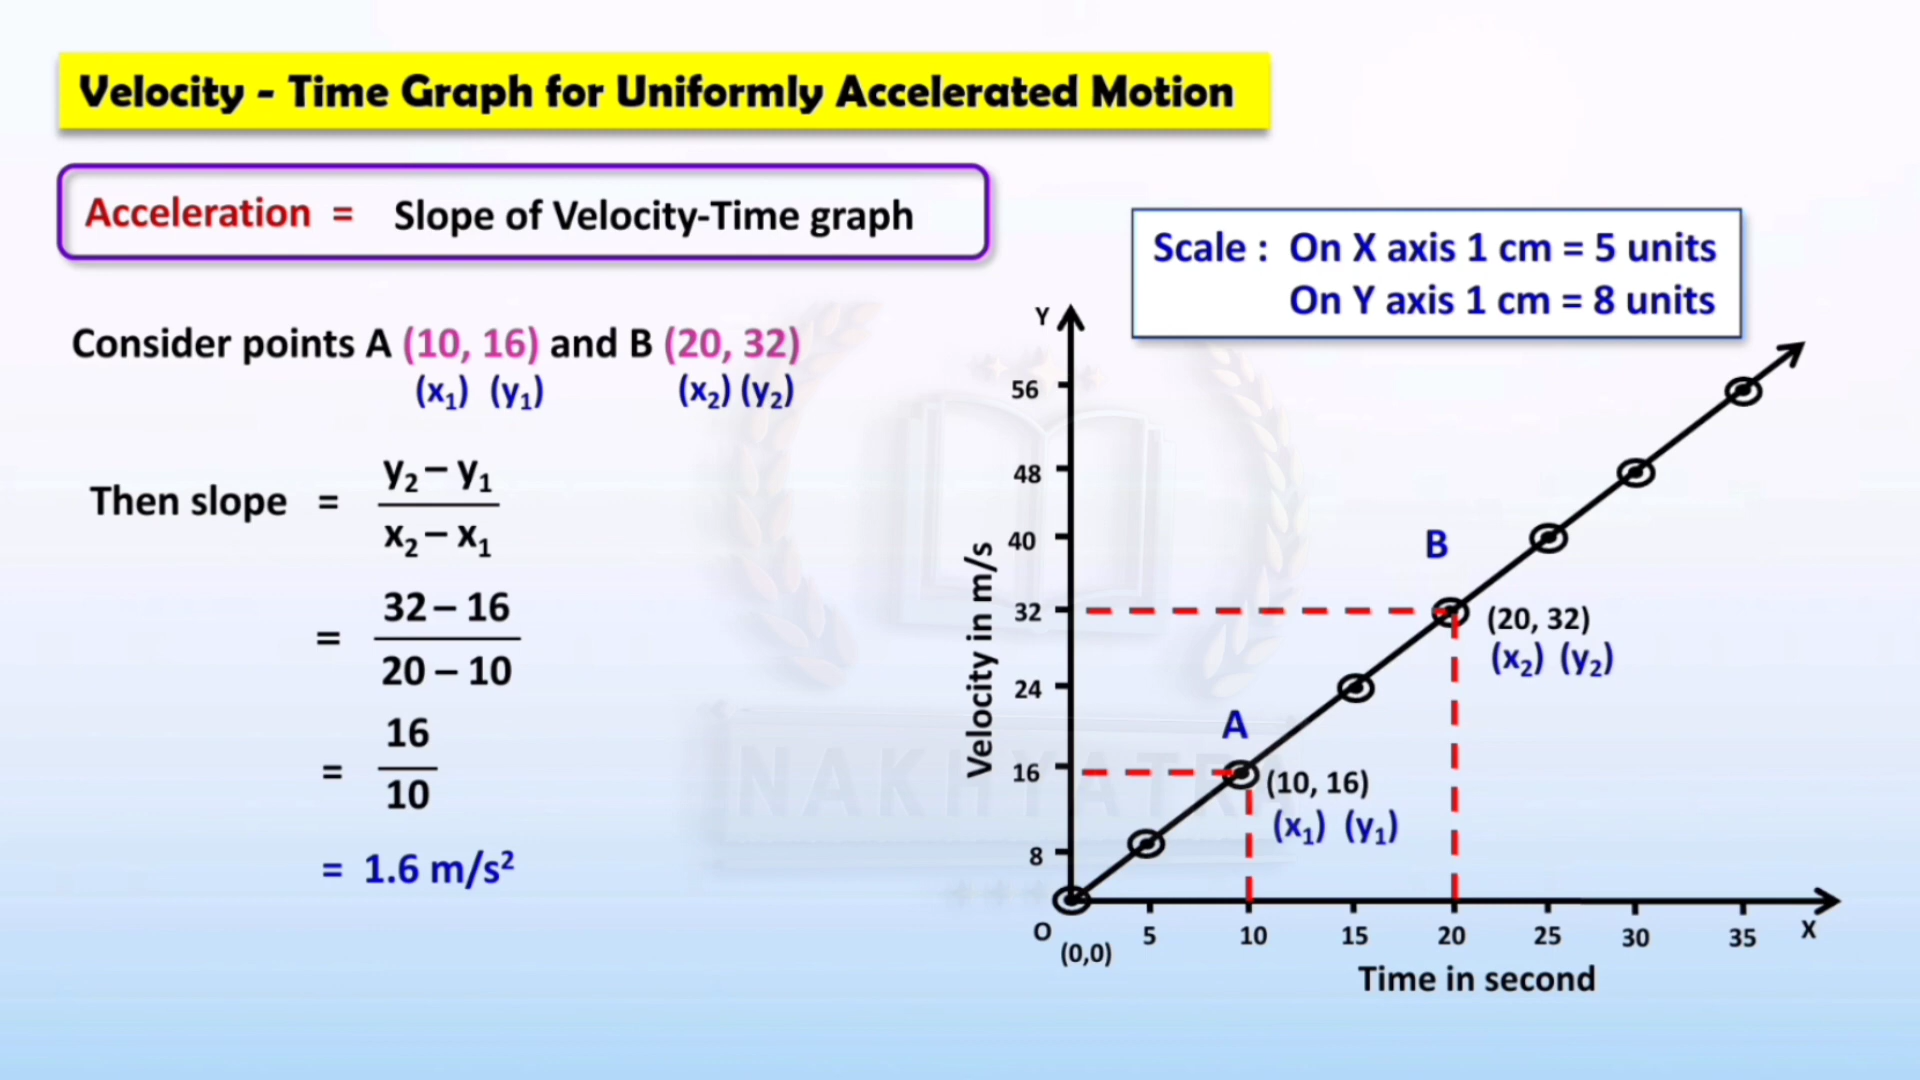 Velocity - Time Graph for Uniformly Accelerated Motion
Acceleration = Slope of Velocity-Time graph
Scale : On X axis 1 cm = 5 units
On Y axis 1 cm = 8 units
Consider points A (10, 16) and B (20, 32)
(x₁) (y₁) (x₂) (y₂)
Then slope = y₂ – y₁
x₂ – x₁
= 32 – 16
20 – 10
= 16
10
= 1.6 m/s²
Y
56
48
40
32
24
16
8
Velocity in m/s
B
(20, 32)
(x₂) (y₂)
A
(10, 16)
(x₁) (y₁)
O
(0,0)
5 10 15 20 25 30 35 X
Time in second
NAKHYATRA